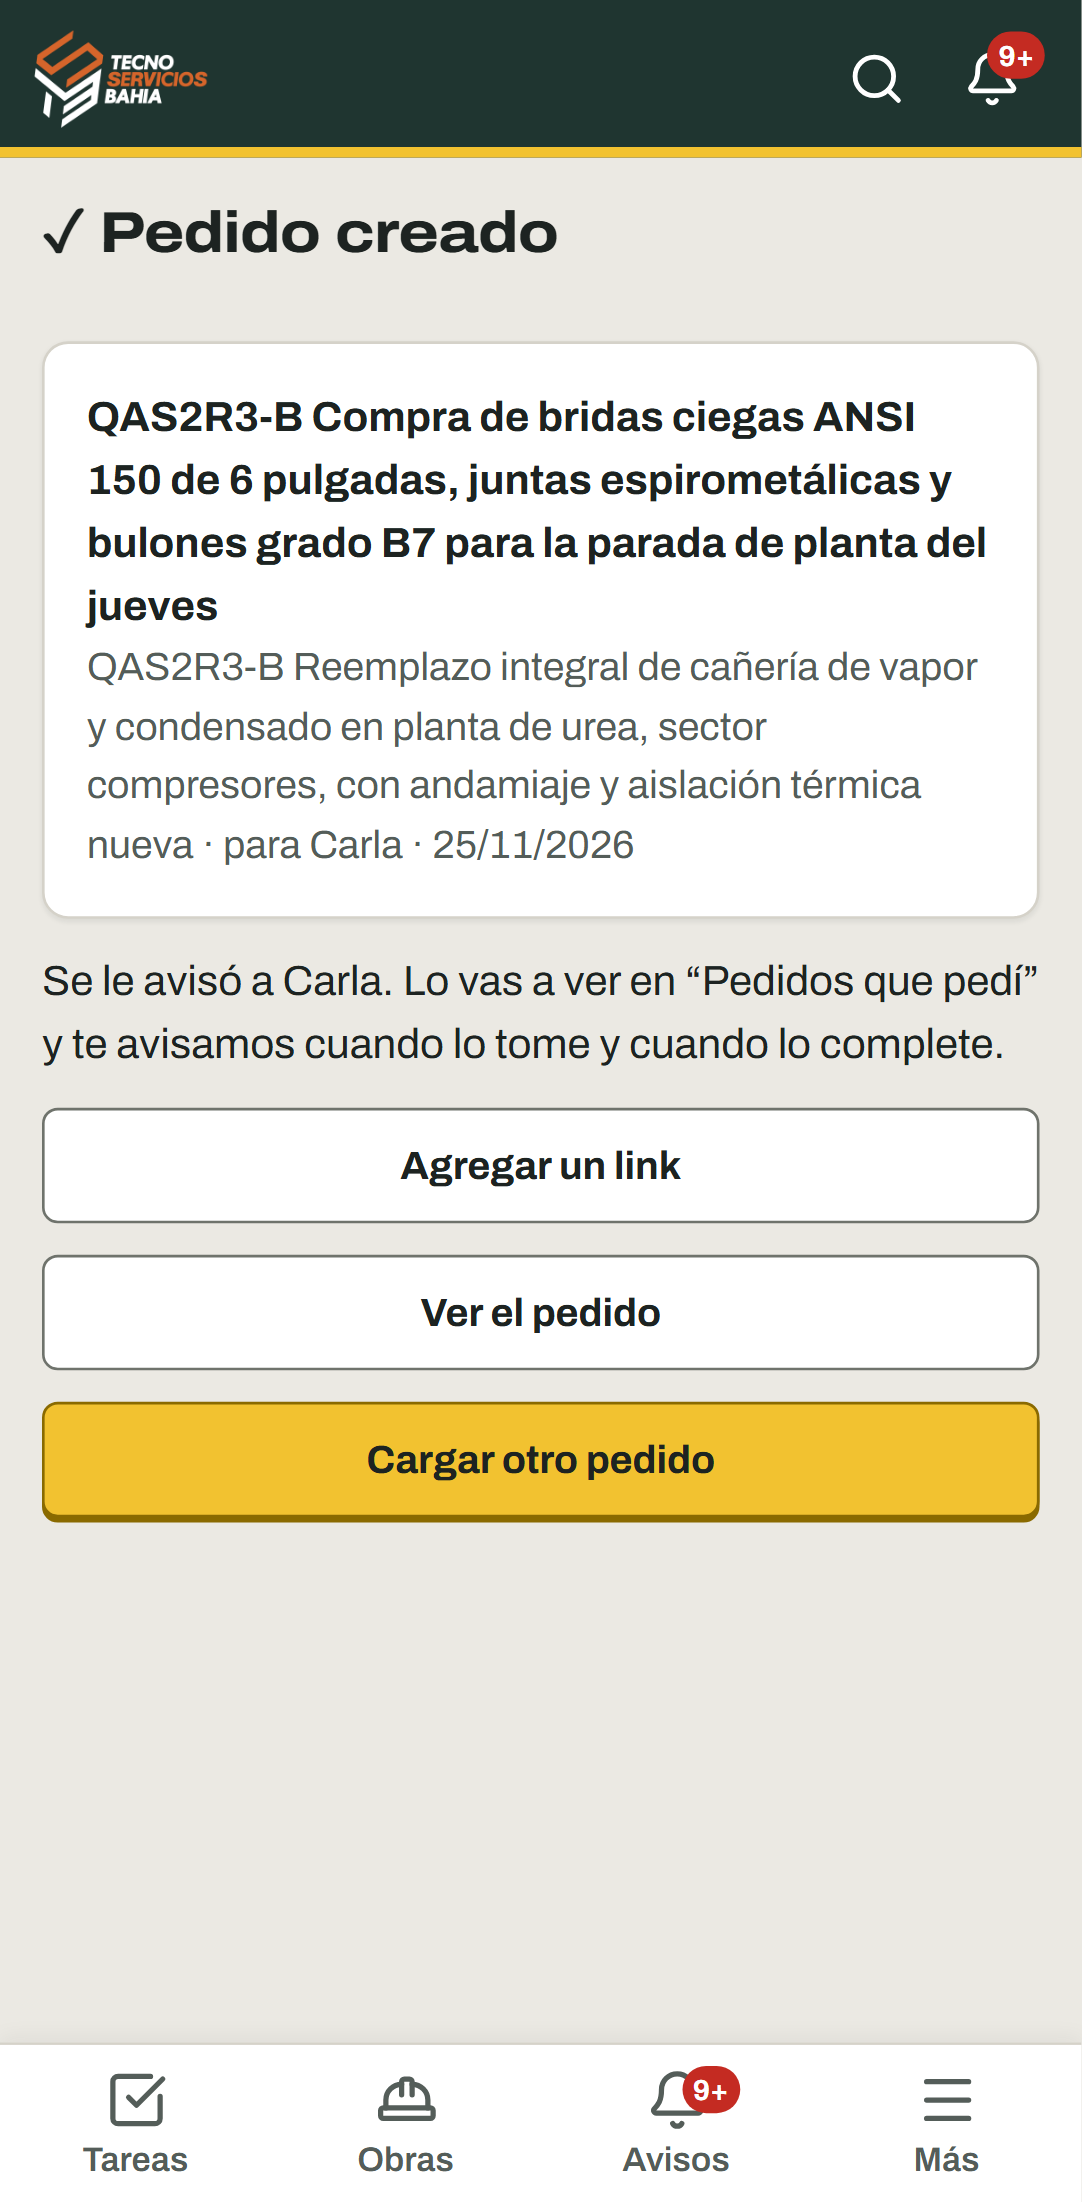 TECNO
SERVICIOS
BAHIA
9+
✓ Pedido creado
QAS2R3-B Compra de bridas ciegas ANSI
150 de 6 pulgadas, juntas espirometálicas y
bulones grado B7 para la parada de planta del
jueves
QAS2R3-B Reemplazo integral de cañería de vapor
y condensado en planta de urea, sector
compresores, con andamiaje y aislación térmica
nueva · para Carla · 25/11/2026
Se le avisó a Carla. Lo vas a ver en “Pedidos que pedí”
y te avisamos cuando lo tome y cuando lo complete.
Agregar un link
Ver el pedido
Cargar otro pedido
9+
Tareas
Obras
Avisos
Más